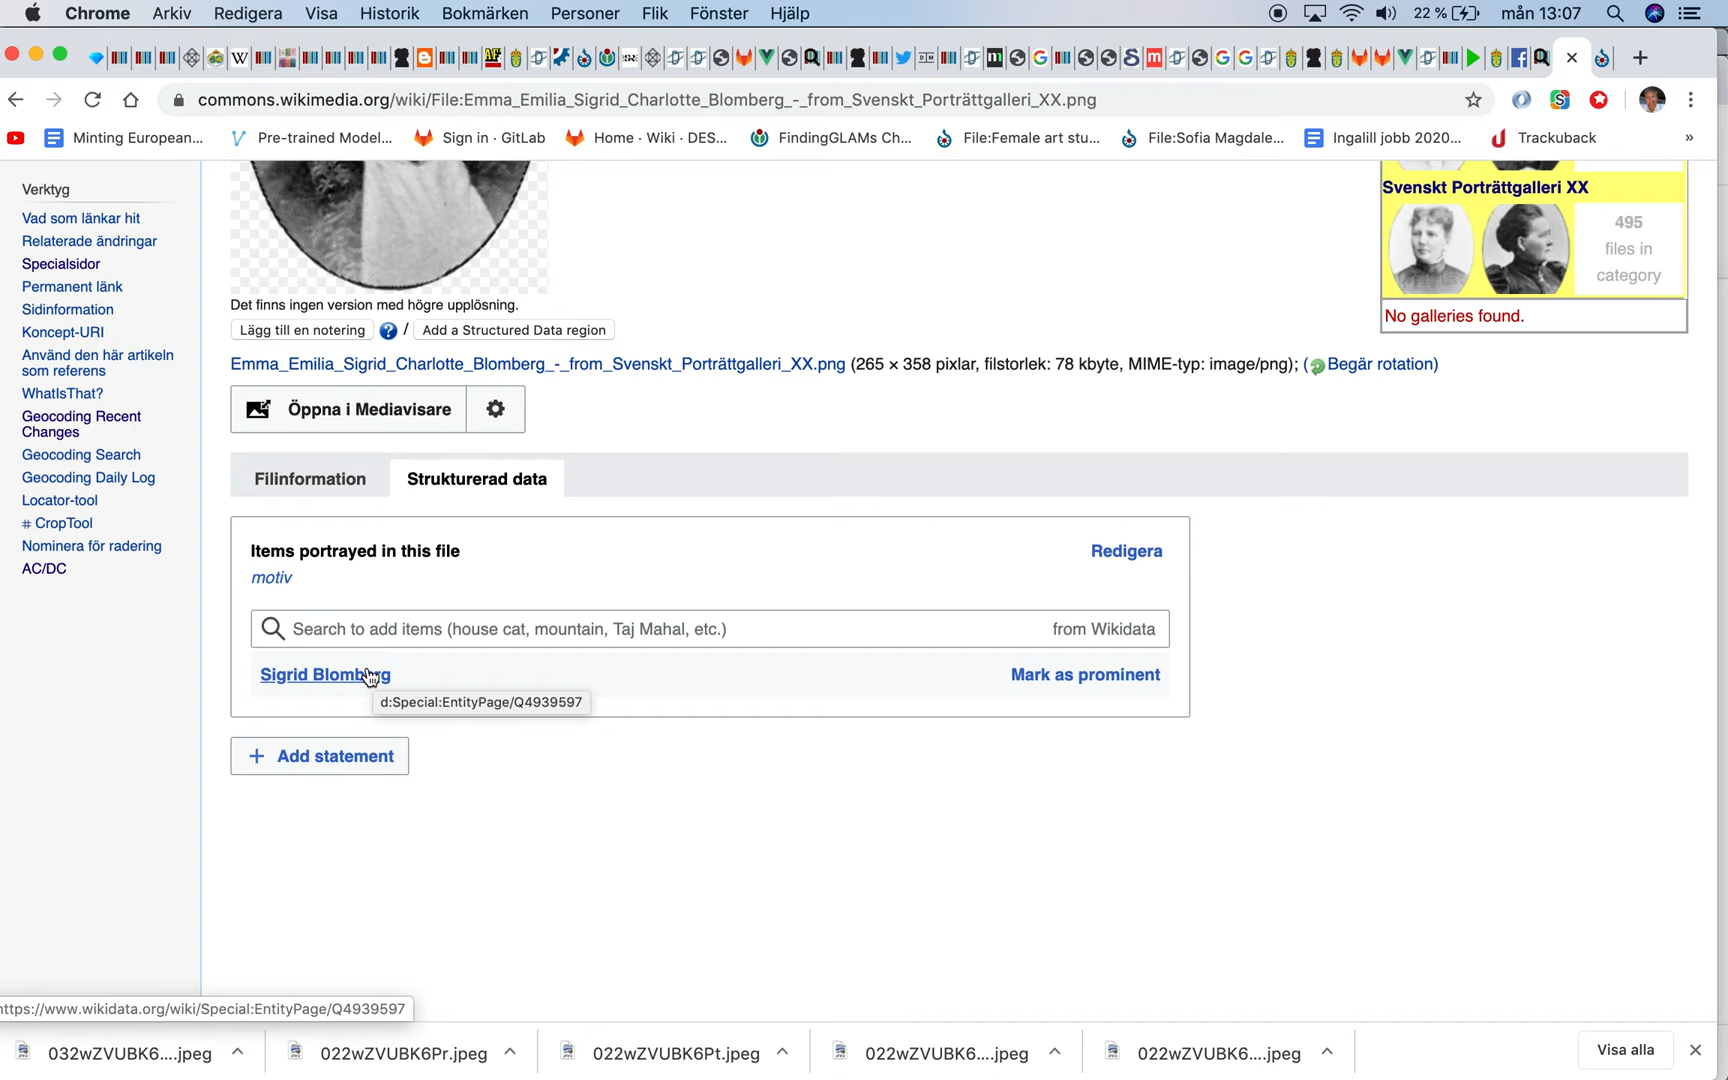 Chrome Arkiv Redigera Visa Historik Bokmärken Personer Flik Fönster Hjälp 22 % mån 13:07
commons.wikimedia.org/wiki/File:Emma_Emilia_Sigrid_Charlotte_Blomberg_-_from_Svenskt_Porträttgalleri_XX.png
Minting European... Pre-trained Model... Sign in · GitLab Home · Wiki · DES... FindingGLAMs Ch... File:Female art stu... File:Sofia Magdale... Ingalill jobb 2020... Trackuback »
Verktyg
Vad som länkar hit
Relaterade ändringar
Specialsidor
Permanent länk
Sidinformation
Koncept-URI
Använd den här artikeln
som referens
WhatIsThat?
Geocoding Recent
Changes
Geocoding Search
Geocoding Daily Log
Locator-tool
# CropTool
Nominera för radering
AC/DC
Svenskt Porträttgalleri XX
495
files in
category
No galleries found.
Det finns ingen version med högre upplösning.
Lägg till en notering ? / Add a Structured Data region
Emma_Emilia_Sigrid_Charlotte_Blomberg_-_from_Svenskt_Porträttgalleri_XX.png (265 × 358 pixlar, filstorlek: 78 kbyte, MIME-typ: image/png); ( Begär rotation)
Öppna i Mediavisare
Filinformation Strukturerad data
Items portrayed in this file Redigera
motiv
Search to add items (house cat, mountain, Taj Mahal, etc.) from Wikidata
Sigrid Blomberg Mark as prominent
d:Special:EntityPage/Q4939597
+ Add statement
https://www.wikidata.org/wiki/Special:EntityPage/Q4939597
032wZVUBK6....jpeg 022wZVUBK6Pr.jpeg 022wZVUBK6Pt.jpeg 022wZVUBK6....jpeg 022wZVUBK6....jpeg Visa alla